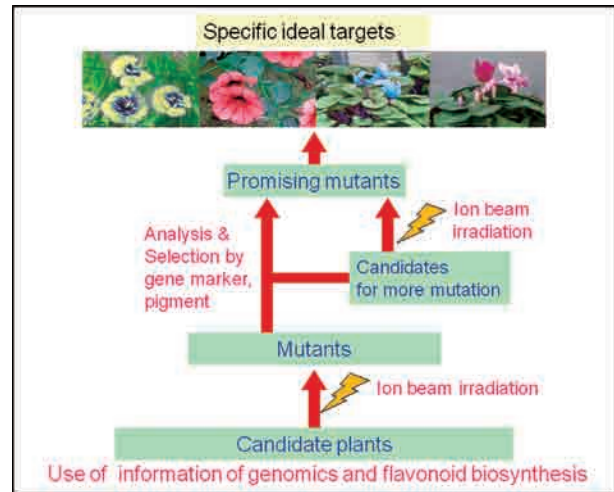 Specific ideal targets
Promising mutants
Ion beam
irradiation
Analysis &
Selection by
gene marker,
pigment
Candidates
for more mutation
Mutants
Ion beam irradiation
Candidate plants
Use of information of genomics and flavonoid biosynthesis